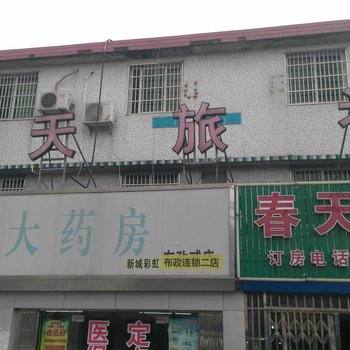 天旅
大药房
新城彩虹 布政连锁二店
春天
订房电话
医 定